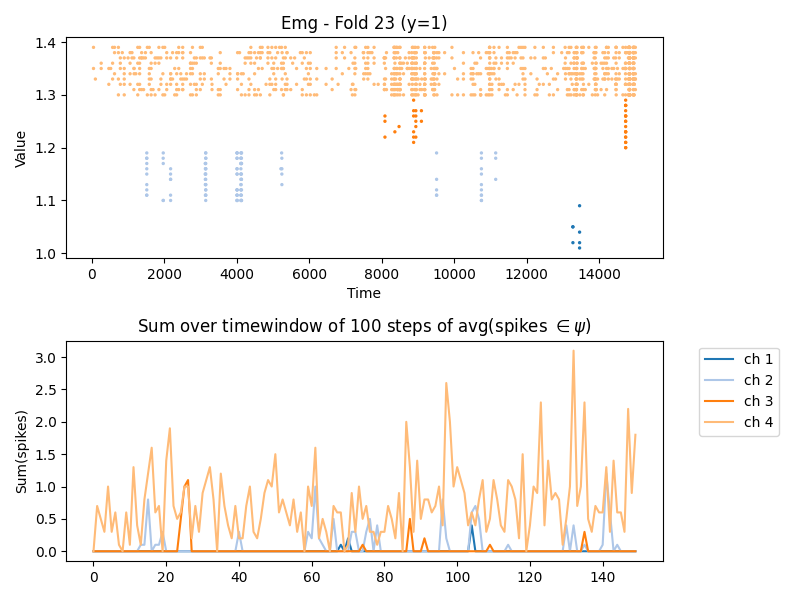 Emg - Fold 23 (y=1)
1.4
1.3
1.2
1.1
1.0
Value
0 2000 4000 6000 8000 10000 12000 14000
Time
Sum over timewindow of 100 steps of avg(spikes ∈ ψ)
3.0
2.5
2.0
1.5
1.0
0.5
0.0
Sum(spikes)
0 20 40 60 80 100 120 140
ch 1
ch 2
ch 3
ch 4